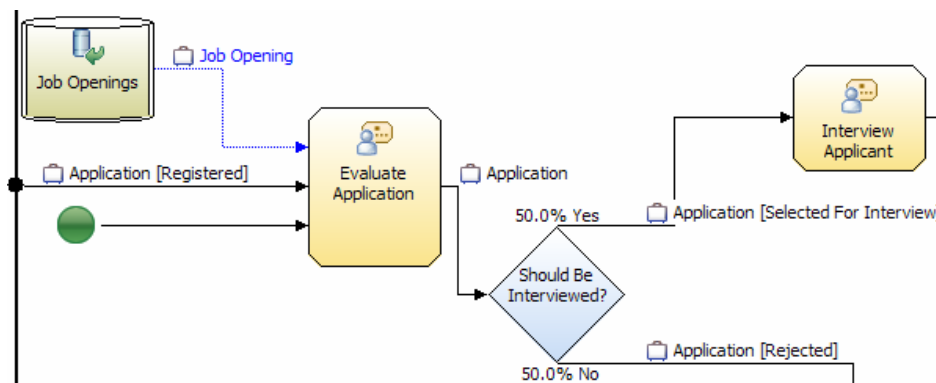 Job Opening
Job Openings
Interview
Applicant
Application [Registered]
Evaluate
Application
Application
50.0% Yes
Application [Selected For Interview
Should Be
Interviewed?
Application [Rejected]
50.0% No